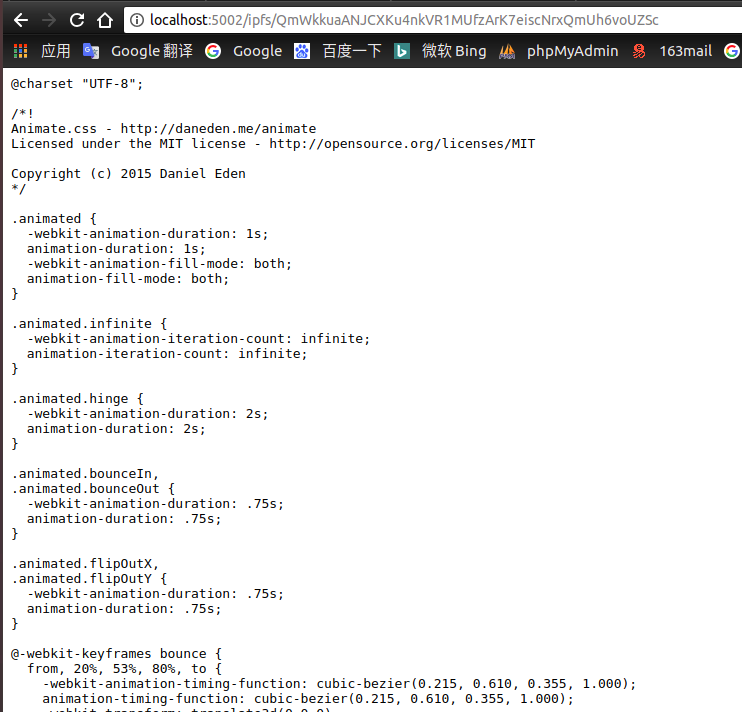 localhost:5002/ipfs/QmWkkuaANJCXKu4nkVR1MUfzArK7eiscNrxQmUh6voUZSc
应用 Google 翻译 Google 百度一下 微软 Bing phpMyAdmin 163mail
@charset "UTF-8";
/*!
Animate.css - http://daneden.me/animate
Licensed under the MIT license - http://opensource.org/licenses/MIT
Copyright (c) 2015 Daniel Eden
*/
.animated {
  -webkit-animation-duration: 1s;
  animation-duration: 1s;
  -webkit-animation-fill-mode: both;
  animation-fill-mode: both;
}
.animated.infinite {
  -webkit-animation-iteration-count: infinite;
  animation-iteration-count: infinite;
}
.animated.hinge {
  -webkit-animation-duration: 2s;
  animation-duration: 2s;
}
.animated.bounceIn,
.animated.bounceOut {
  -webkit-animation-duration: .75s;
  animation-duration: .75s;
}
.animated.flipOutX,
.animated.flipOutY {
  -webkit-animation-duration: .75s;
  animation-duration: .75s;
}
@-webkit-keyframes bounce {
  from, 20%, 53%, 80%, to {
    -webkit-animation-timing-function: cubic-bezier(0.215, 0.610, 0.355, 1.000);
    animation-timing-function: cubic-bezier(0.215, 0.610, 0.355, 1.000);